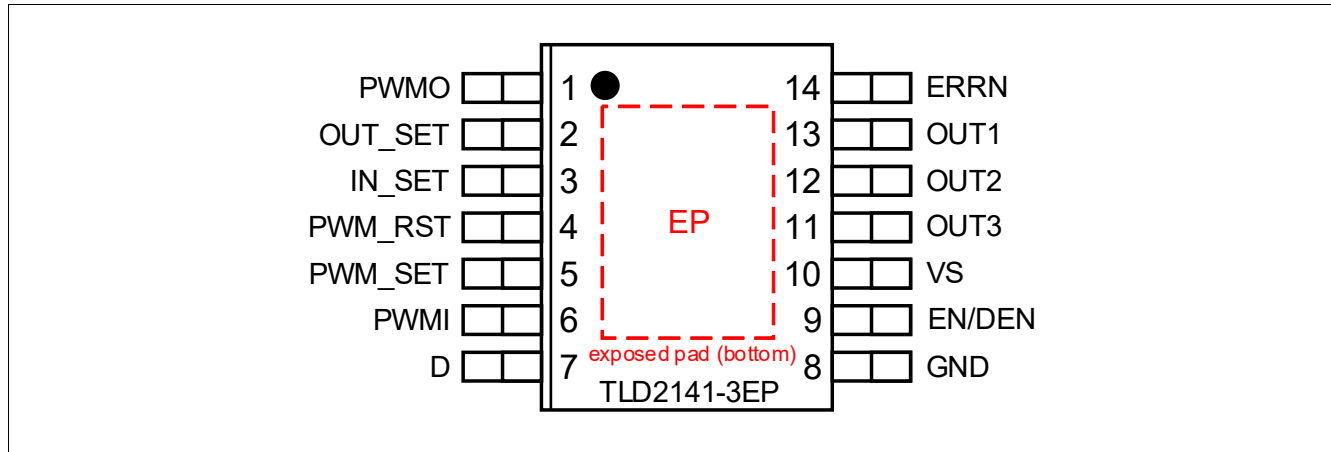 PWMO 1 14 ERRN
OUT_SET 2 13 OUT1
IN_SET 3 12 OUT2
PWM_RST 4 EP 11 OUT3
PWM_SET 5 10 VS
PWMI 6 9 EN/DEN
exposed pad (bottom)
D 7 8 GND
TLD2141-3EP